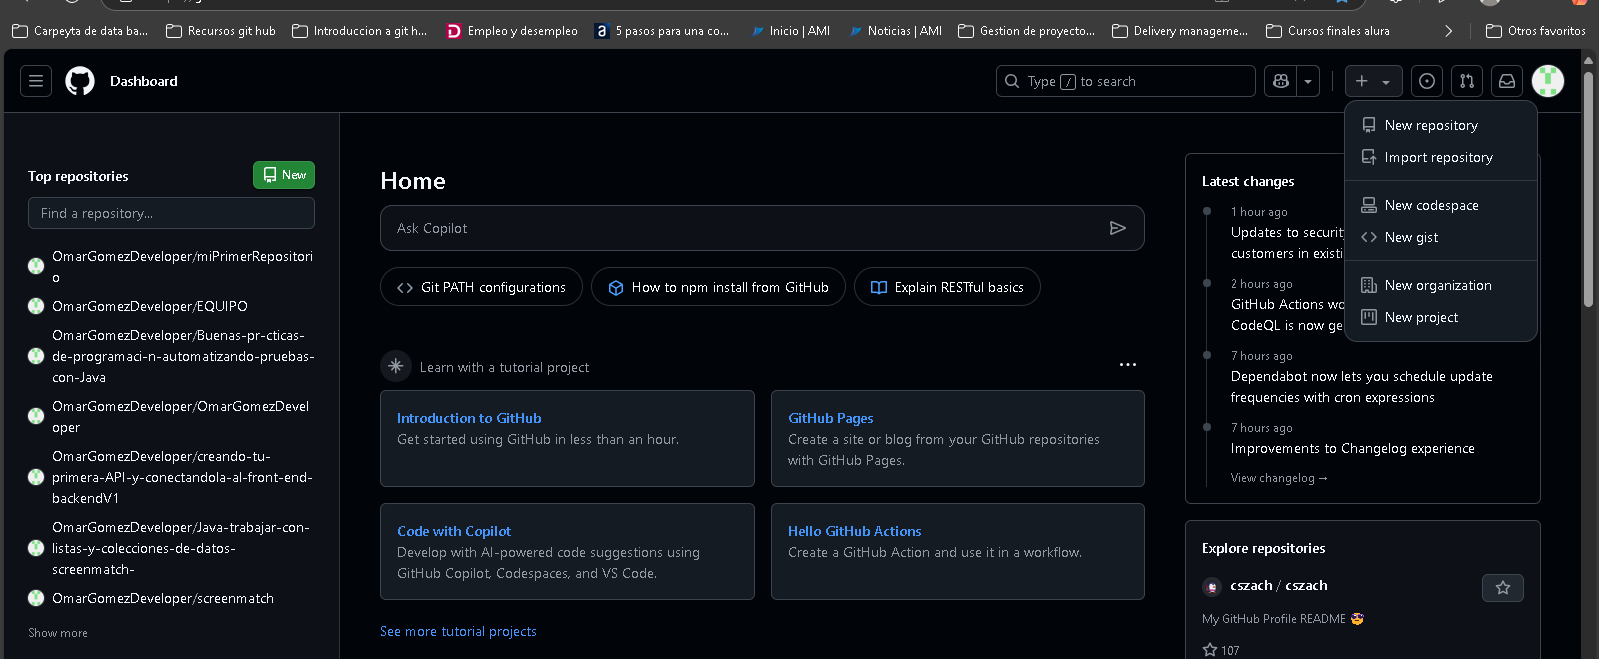 Carpeyta de data ba...
Recursos git hub
Introduccion a git h...
Empleo y desempleo
5 pasos para una co...
Inicio | AMI
Noticias | AMI
Gestion de proyecto...
Delivery manageme...
Cursos finales alura
Otros favoritos
Dashboard
Type / to search
Top repositories
New
Find a repository...
OmarGomezDeveloper/miPrimerRepositori
o
OmarGomezDeveloper/EQUIPO
OmarGomezDeveloper/Buenas-pr-cticas-
de-programaci-n-automatizando-pruebas-
con-Java
OmarGomezDeveloper/OmarGomezDevel
oper
OmarGomezDeveloper/creando-tu-
primera-API-y-conectandola-al-front-end-
backendV1
OmarGomezDeveloper/Java-trabajar-con-
listas-y-colecciones-de-datos-
screenmatch-
OmarGomezDeveloper/screenmatch
Show more
Home
Ask Copilot
Git PATH configurations
How to npm install from GitHub
Explain RESTful basics
Learn with a tutorial project
Introduction to GitHub
Get started using GitHub in less than an hour.
GitHub Pages
Create a site or blog from your GitHub repositories
with GitHub Pages.
Code with Copilot
Develop with AI-powered code suggestions using
GitHub Copilot, Codespaces, and VS Code.
Hello GitHub Actions
Create a GitHub Action and use it in a workflow.
See more tutorial projects
New repository
Import repository
New codespace
New gist
New organization
New project
Latest changes
1 hour ago
Updates to security
customers in existi
2 hours ago
GitHub Actions wo
CodeQL is now ge
7 hours ago
Dependabot now lets you schedule update
frequencies with cron expressions
7 hours ago
Improvements to Changelog experience
View changelog →
Explore repositories
cszach / cszach
My GitHub Profile README 😎
107